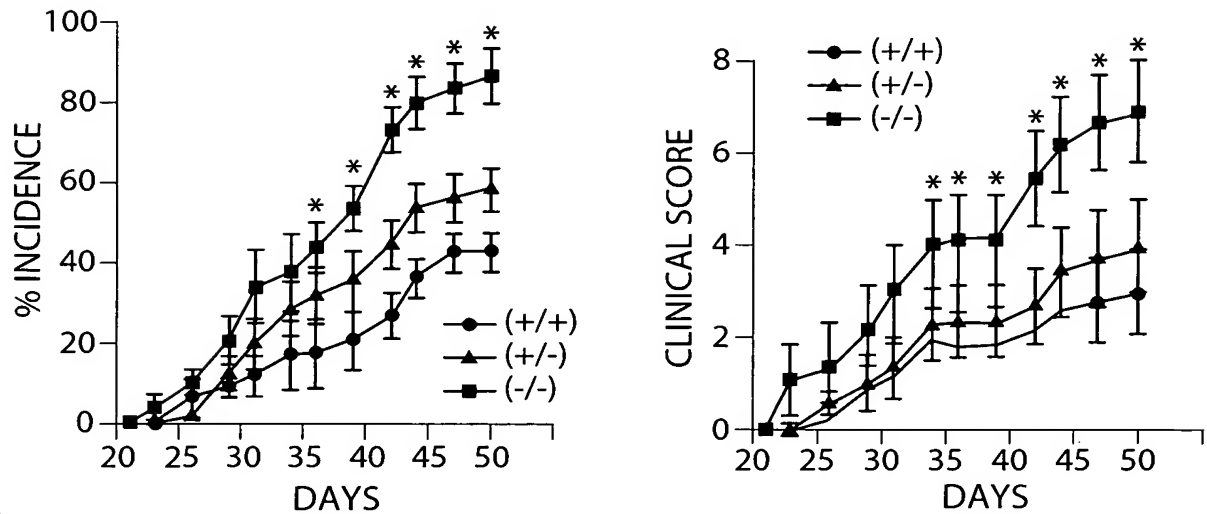 100
80
60
40
20
0
% INCIDENCE
* * * * * *
(+/+)
(+/-)
(-/-)
20 25 30 35 40 45 50
DAYS
8
6
4
2
0
CLINICAL SCORE
(+/+)
(+/-)
(-/-)
* * * * * * *
20 25 30 35 40 45 50
DAYS